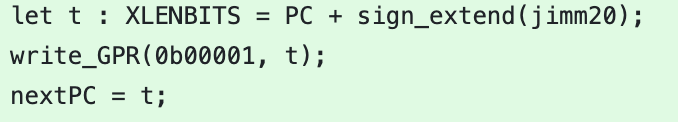 let t : XLENBITS = PC + sign_extend(jimm20);
write_GPR(0b00001, t);
nextPC = t;